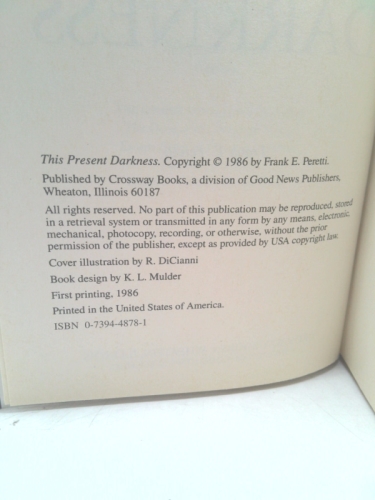 DARKNESS
This Present Darkness. Copyright © 1986 by Frank E. Peretti.
Published by Crossway Books, a division of Good News Publishers,
Wheaton, Illinois 60187
All rights reserved. No part of this publication may be reproduced, stored
in a retrieval system or transmitted in any form by any means, electronic,
mechanical, photocopy, recording, or otherwise, without the prior
permission of the publisher, except as provided by USA copyright law.
Cover illustration by R. DiCianni
Book design by K. L. Mulder
First printing, 1986
Printed in the United States of America.
ISBN 0-7394-4878-1